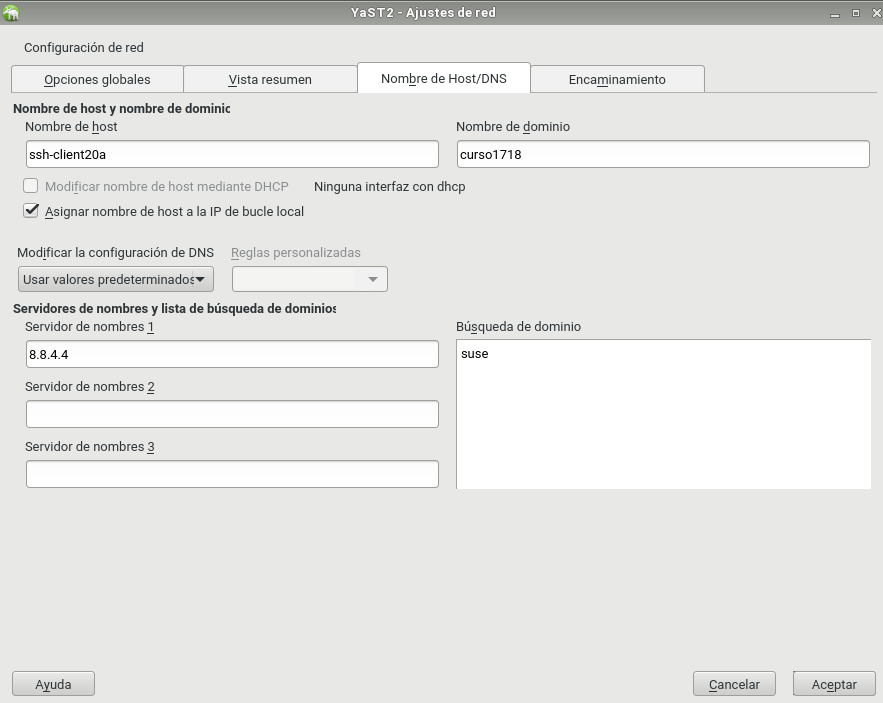 YaST2 - Ajustes de red
Configuración de red
Opciones globales
Vista resumen
Nombre de Host/DNS
Encaminamiento
Nombre de host y nombre de dominic
Nombre de host
Nombre de dominio
ssh-client20a
curso1718
Modificar nombre de host mediante DHCP
Ninguna interfaz con dhcp
Asignar nombre de host a la IP de bucle local
Modificar la configuración de DNS
Reglas personalizadas
Usar valores predeterminados
Servidores de nombres y lista de búsqueda de dominios
Servidor de nombres 1
Búsqueda de dominio
8.8.4.4
suse
Servidor de nombres 2
Servidor de nombres 3
Ayuda
Cancelar
Aceptar